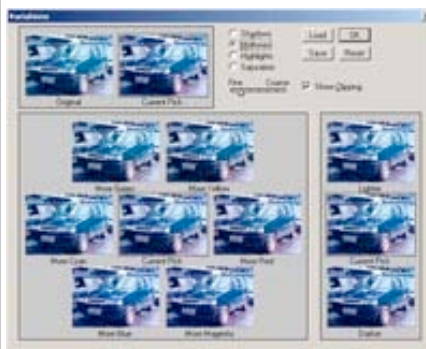 Variations
Shadows
Midtones
Highlights
Saturation
Load
OK
Save
Reset
Fine
Coarse
Show Clipping
Original
Current Pick
More Green
More Yellow
Lighter
More Cyan
Current Pick
More Red
Current Pick
More Blue
More Magenta
Darker